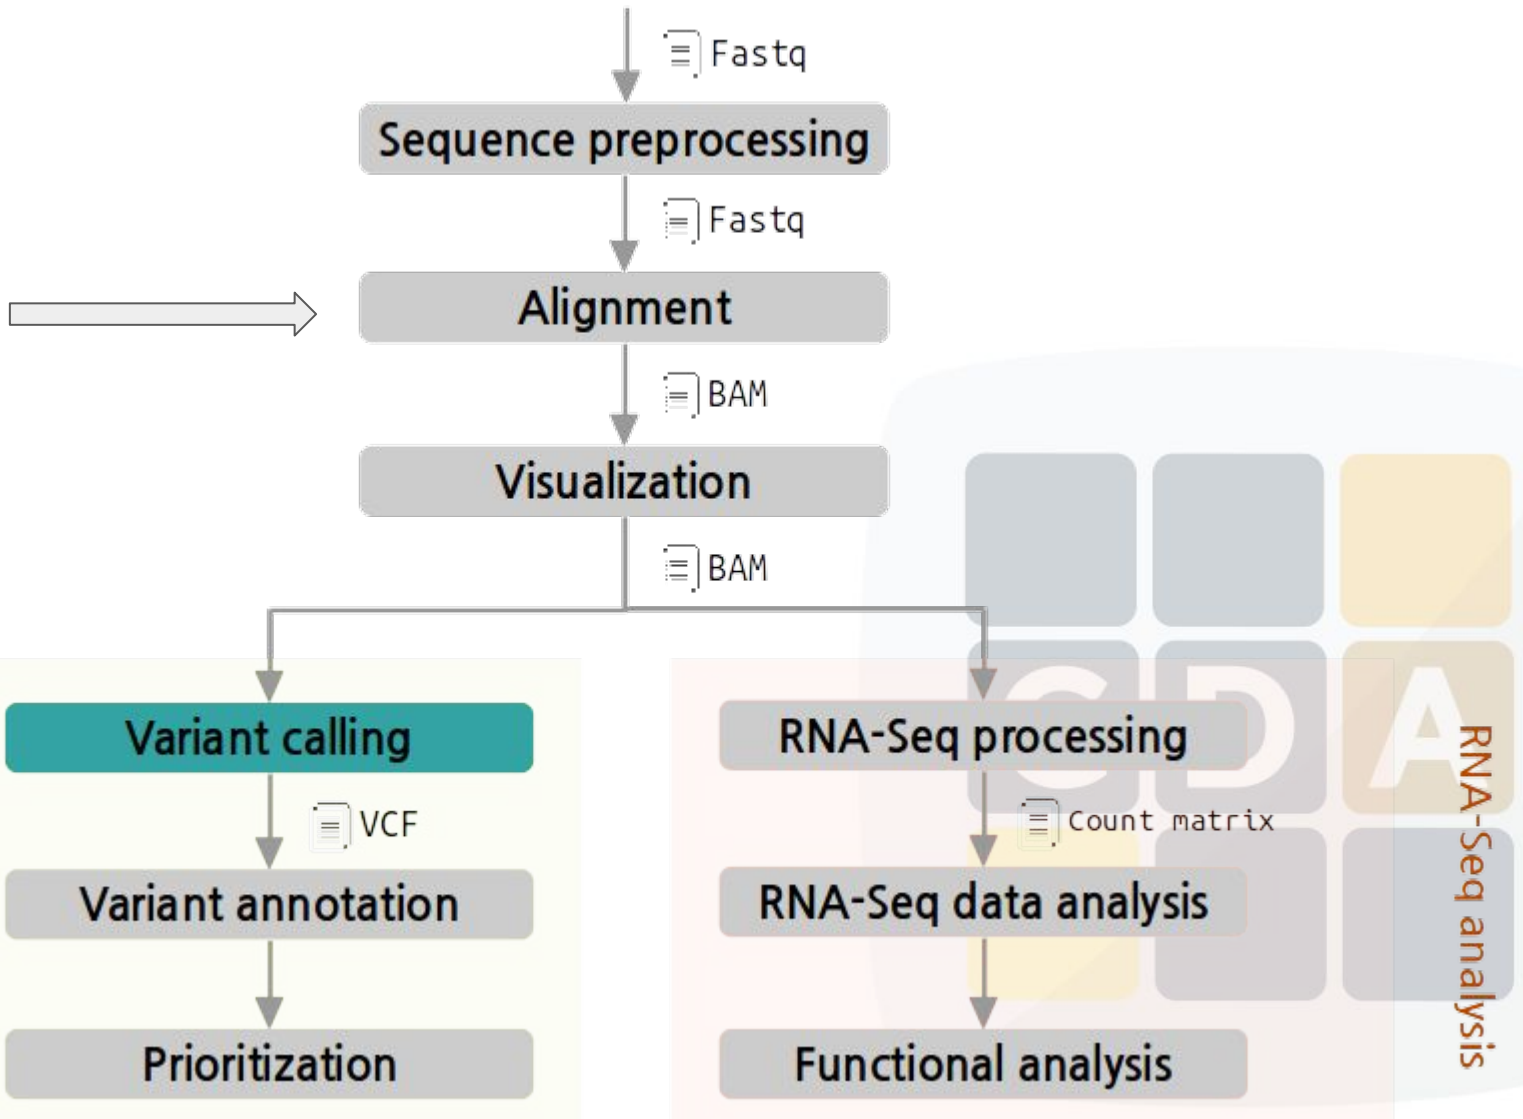 Fastq
Sequence preprocessing
Fastq
Alignment
BAM
Visualization
BAM
Variant calling
VCF
Variant annotation
Prioritization
RNA-Seq processing
Count matrix
RNA-Seq data analysis
Functional analysis
RNA-Seq analysis
CDA